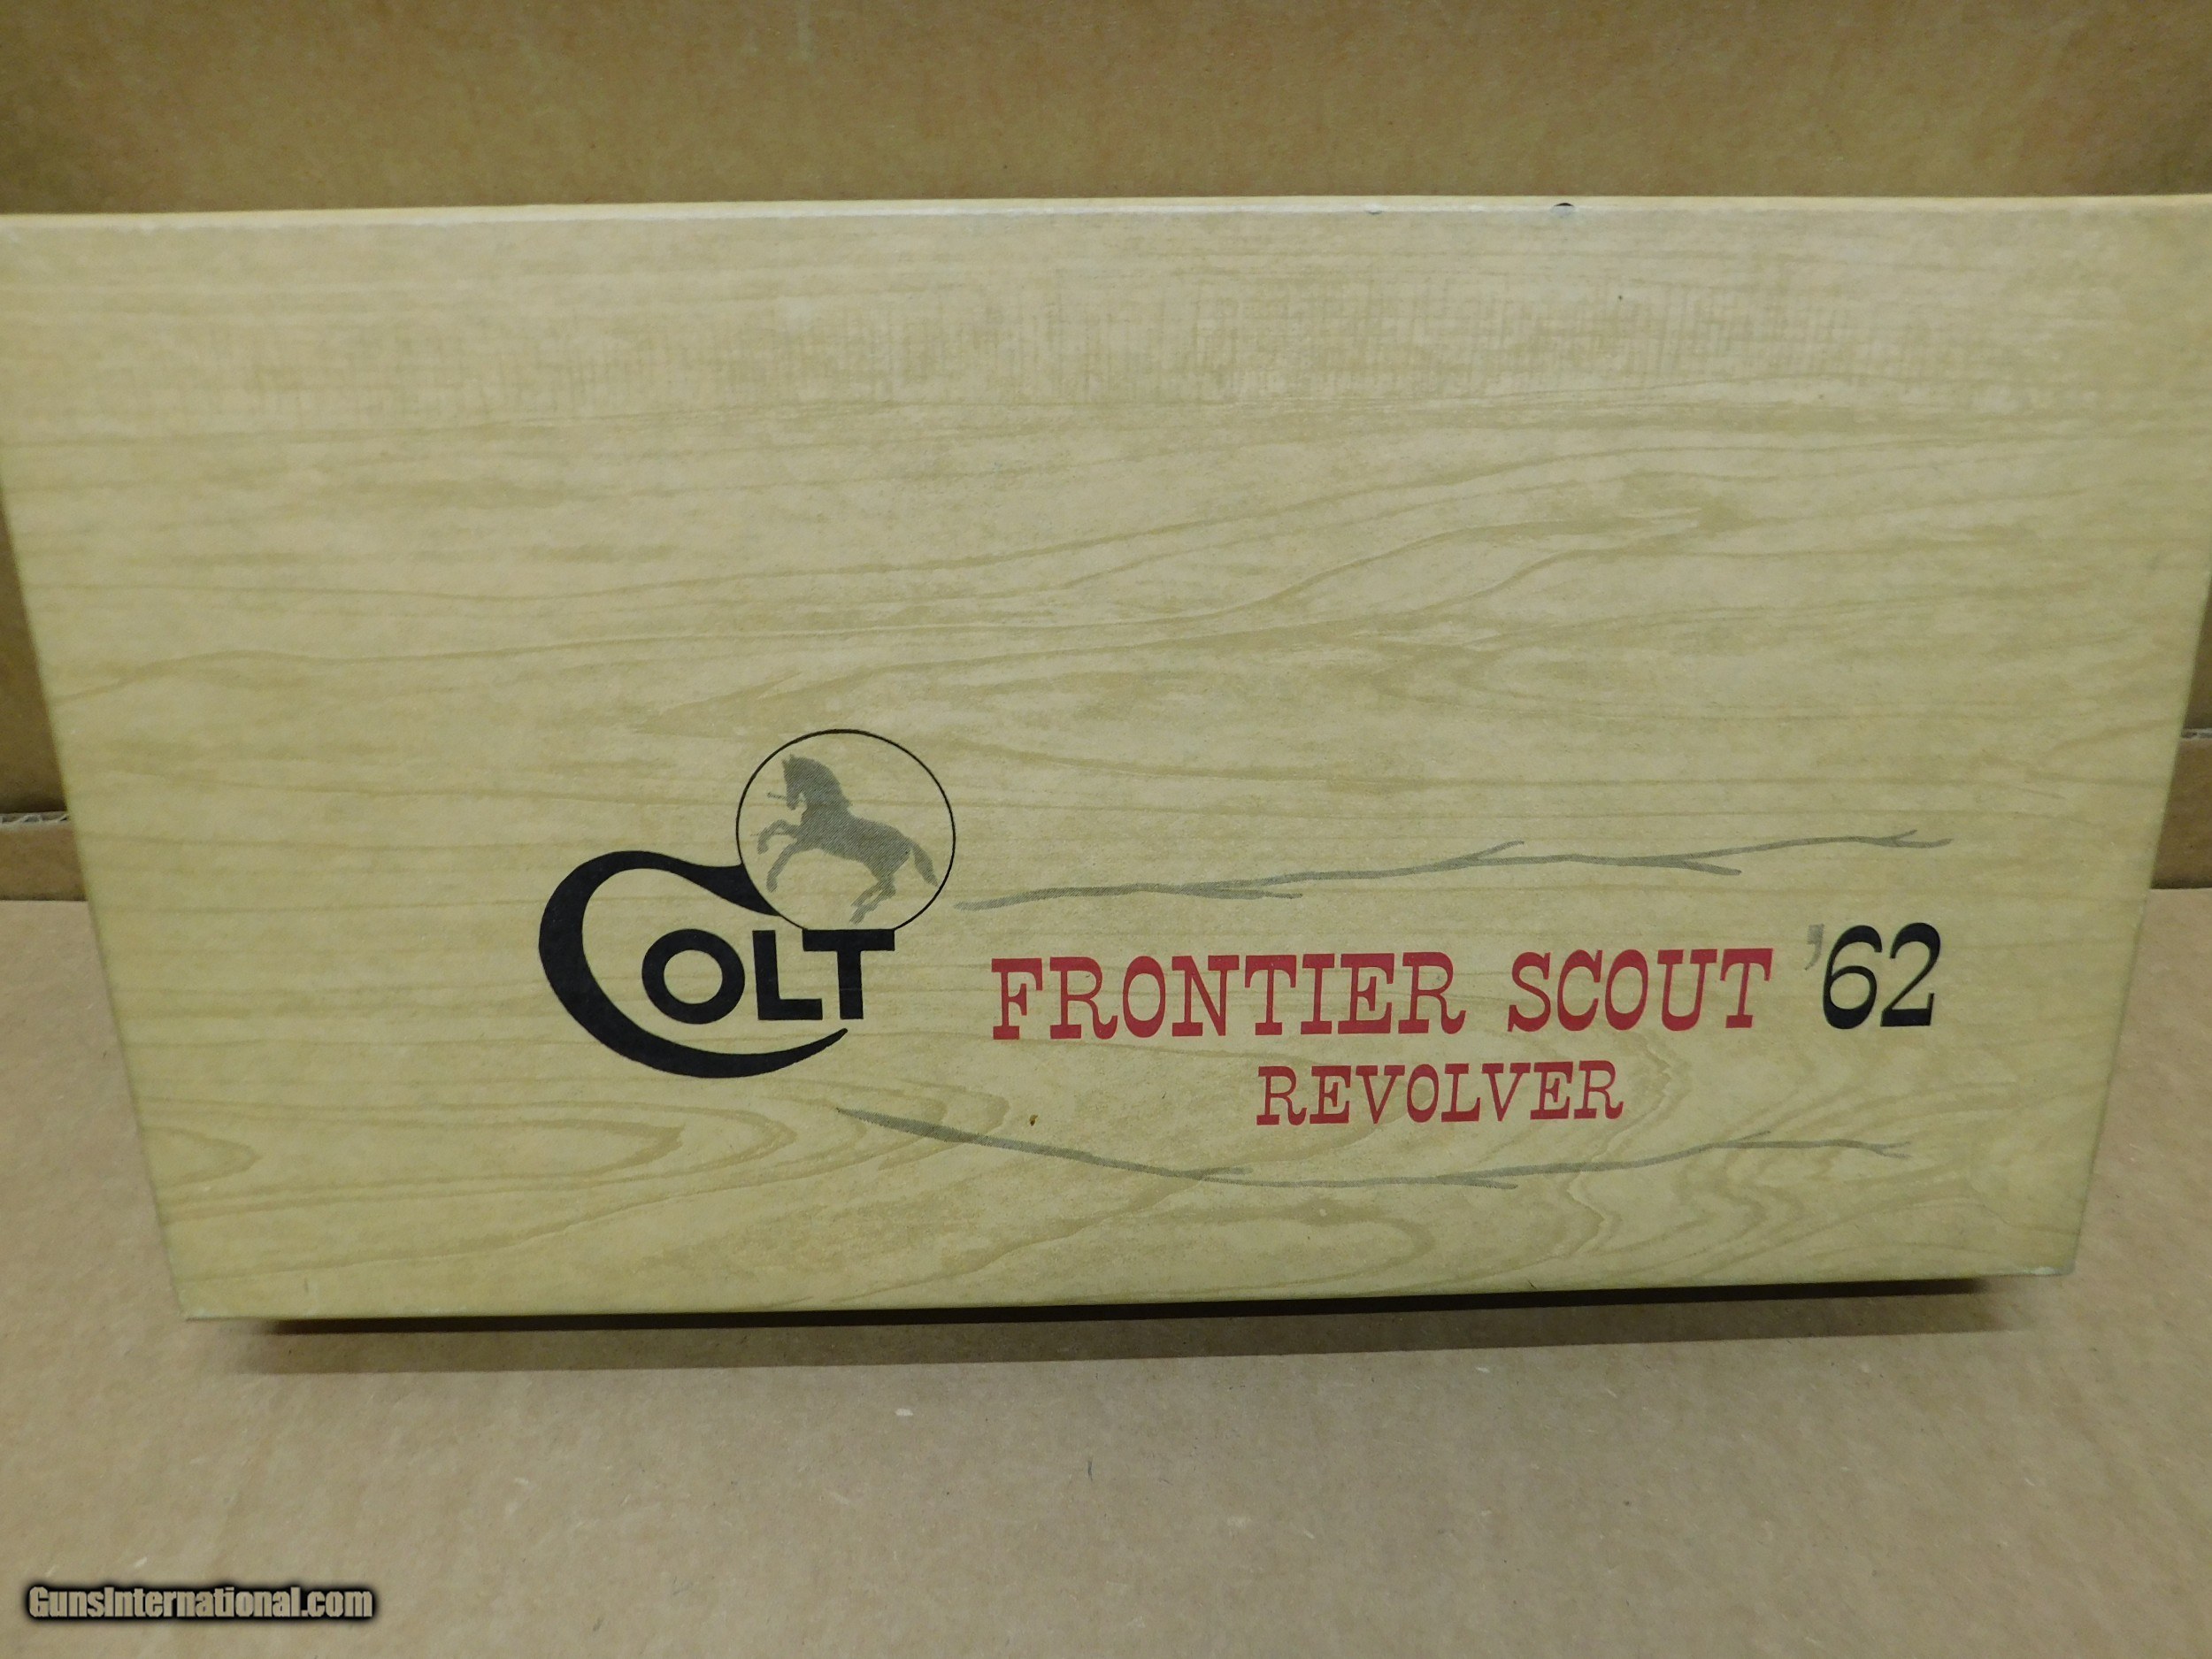 COLT
FRONTIER SCOUT '62
REVOLVER
GunsInternational.com